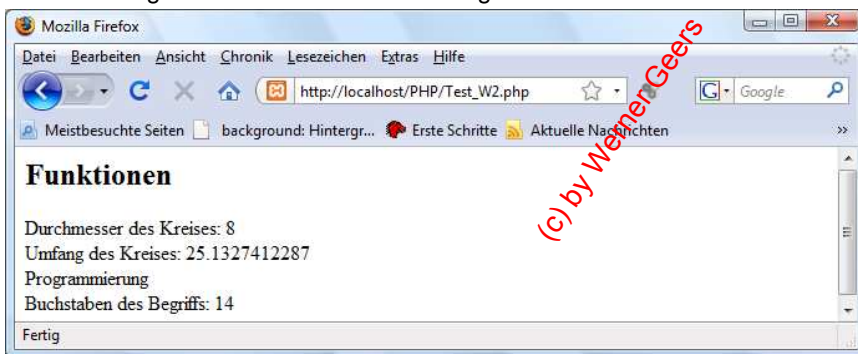 Mozilla Firefox
Datei Bearbeiten Ansicht Chronik Lesezeichen Extras Hilfe
http://localhost/PHP/Test_W2.php
G Google
Meistbesuchte Seiten background: Hintergr... Erste Schritte Aktuelle Nachrichten »
(c) by WernerGeers
Funktionen
Durchmesser des Kreises: 8
Umfang des Kreises: 25.1327412287
Programmierung
Buchstaben des Begriffs: 14
Fertig